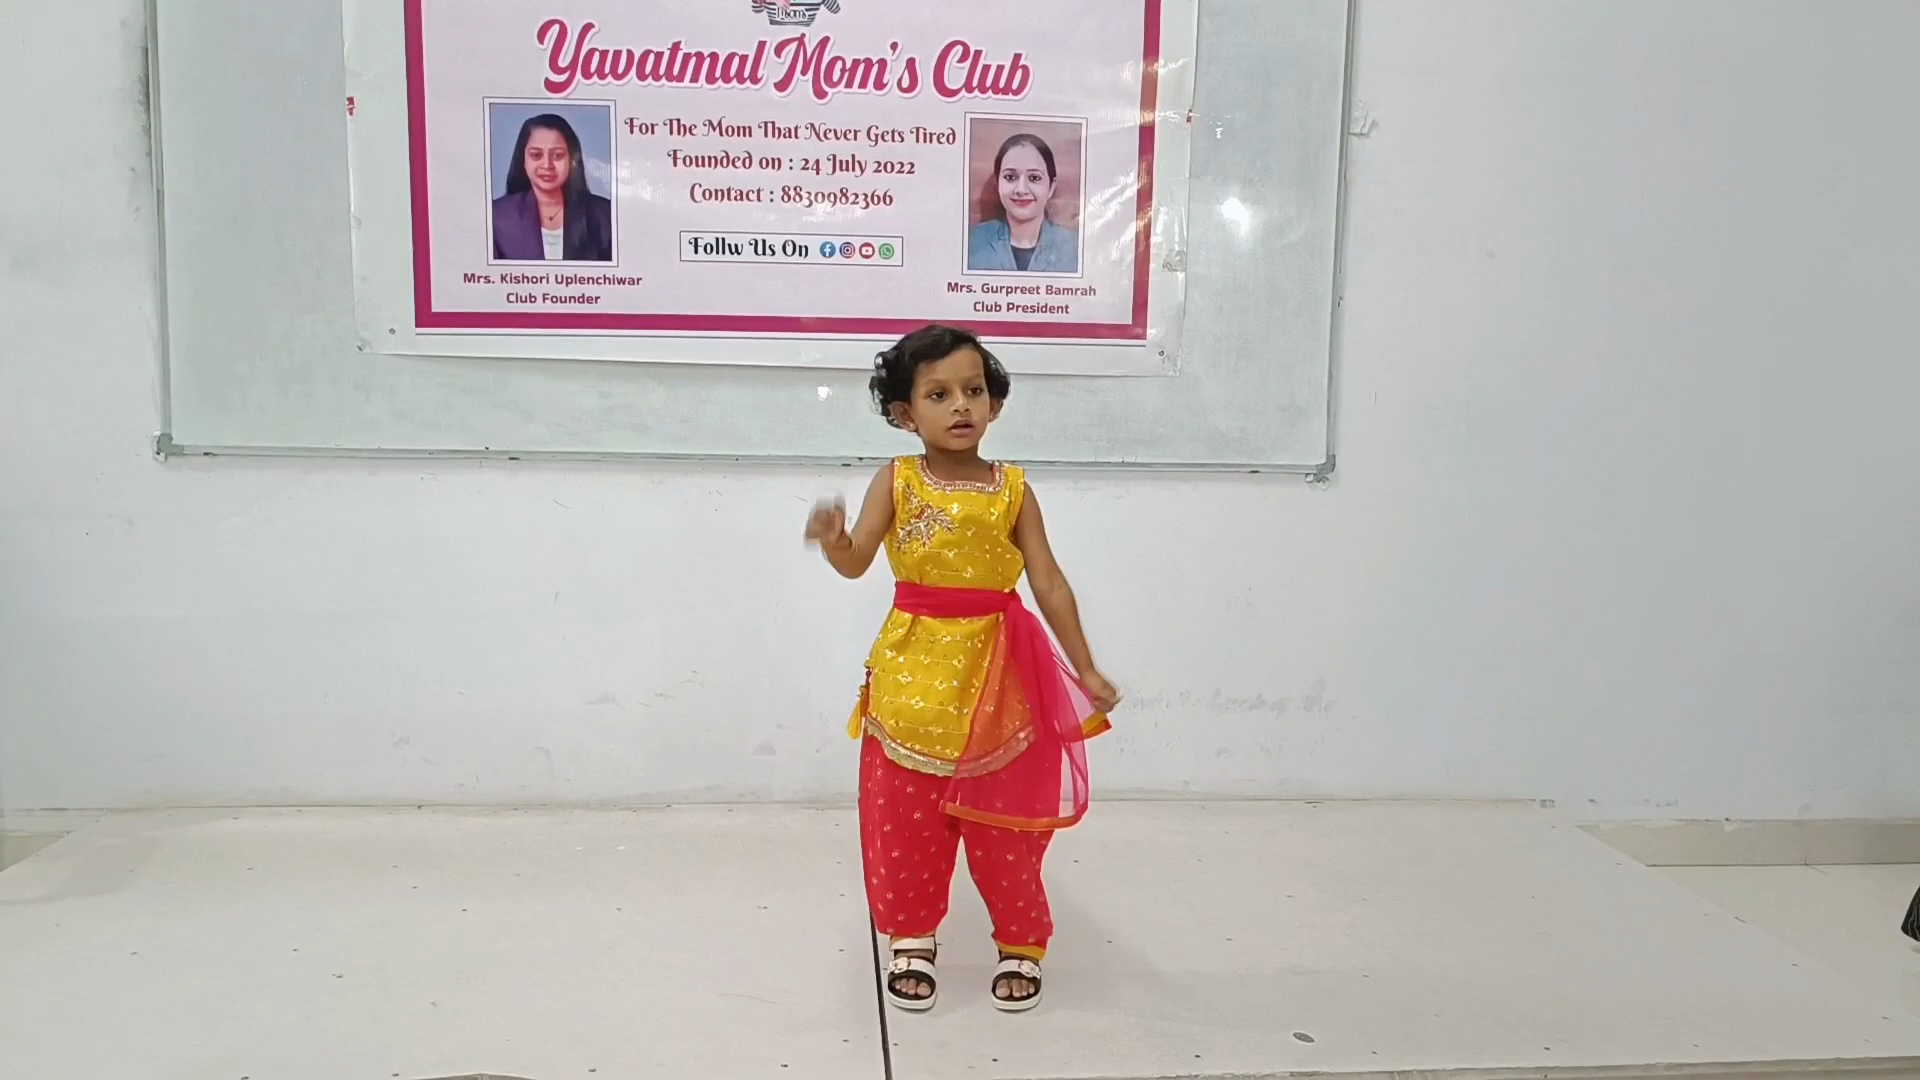 Moms
Yavatmal Mom's Club
For The Mom That Never Gets Tired
Founded on : 24 July 2022
Contact : 8830982366
Follw Us On
Mrs. Kishori Uplenchiwar
Club Founder
Mrs. Gurpreet Bamrah
Club President